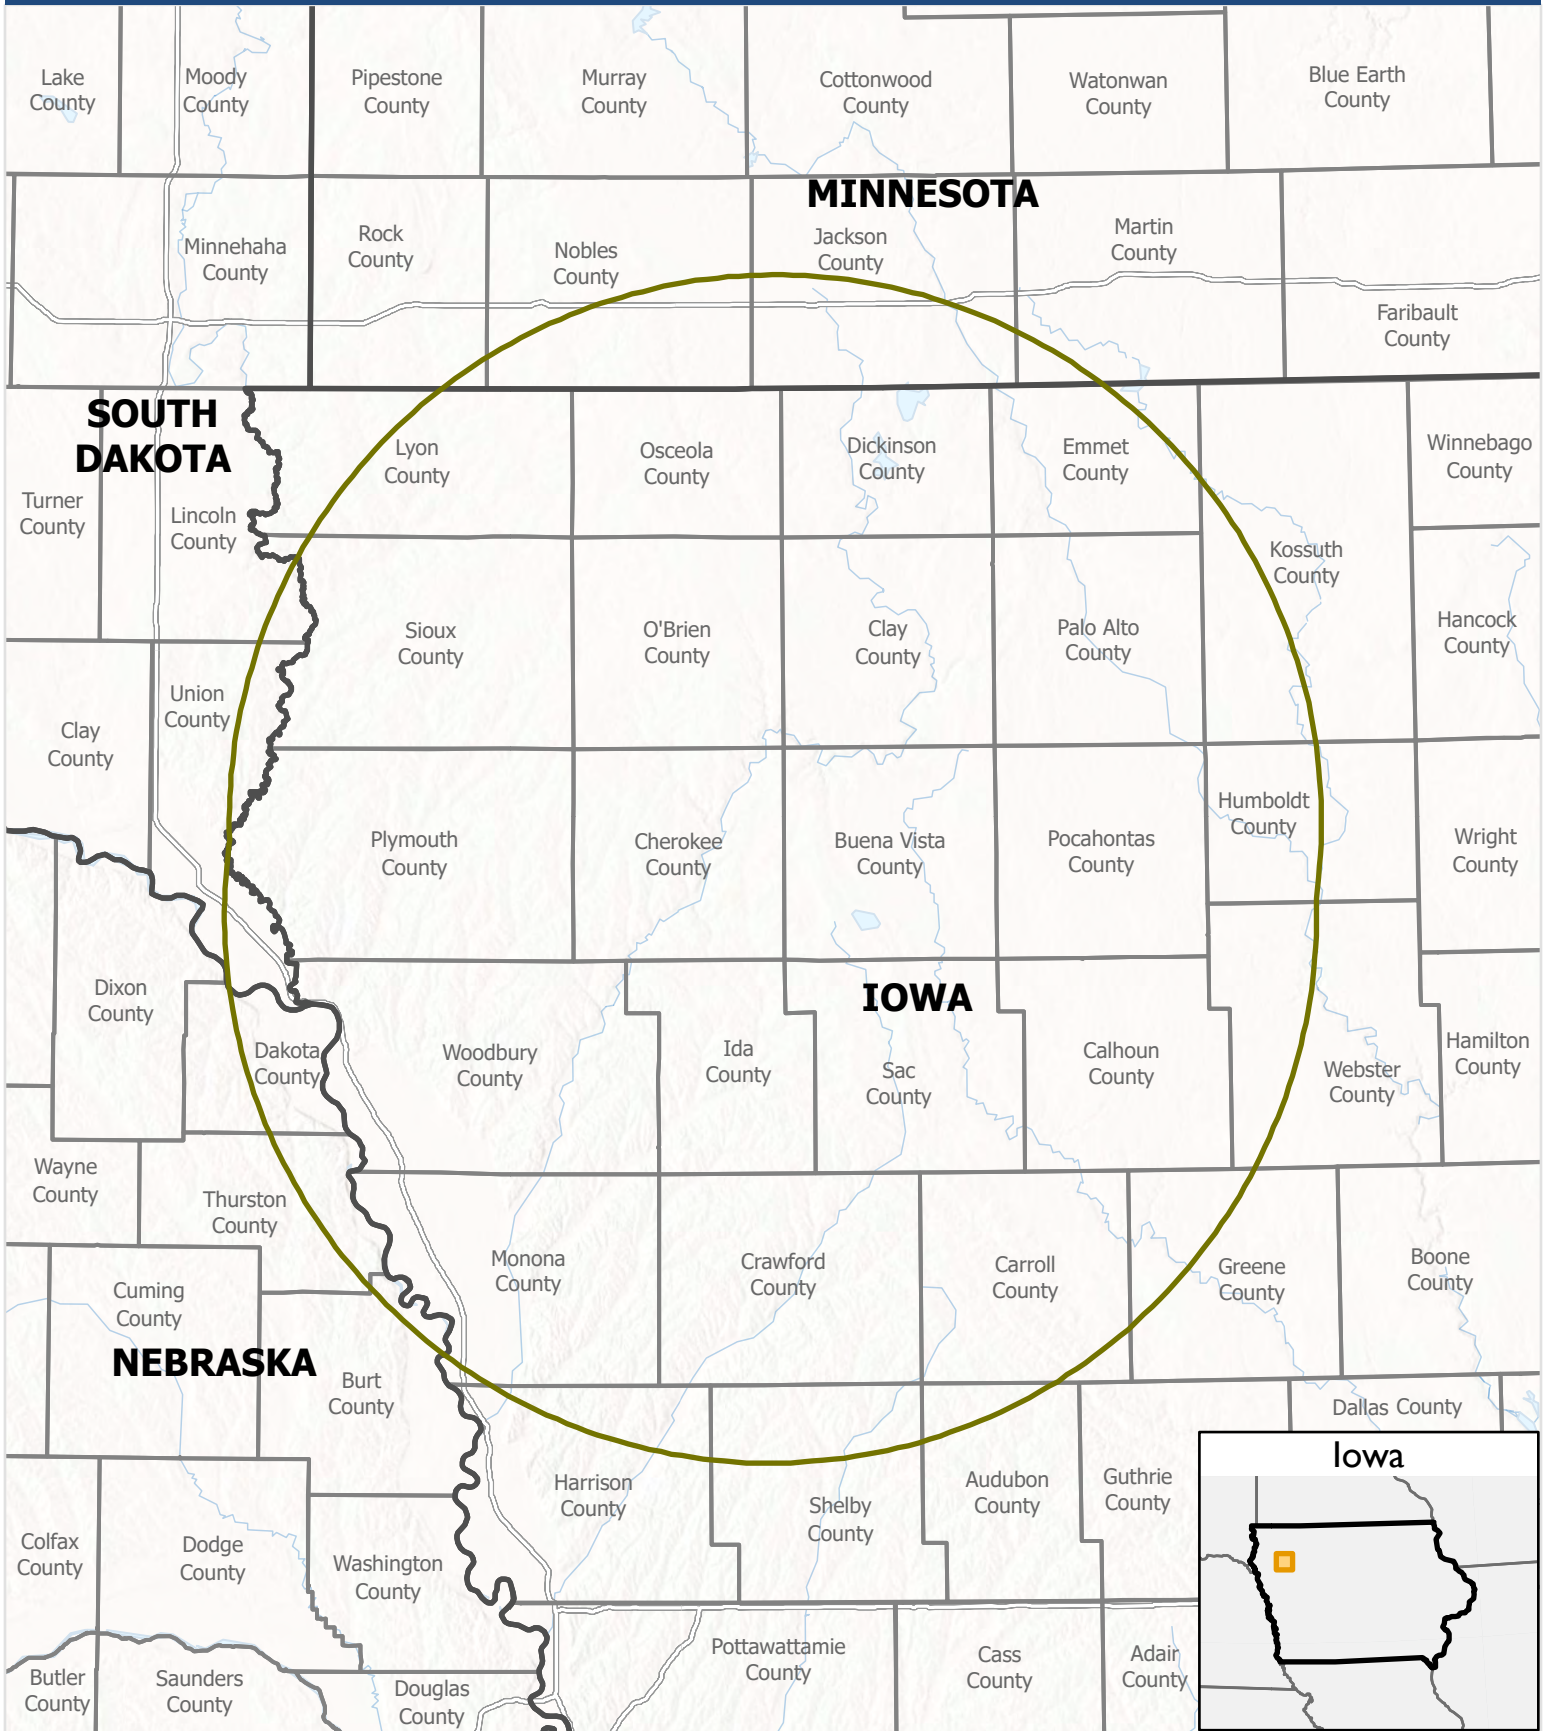 Lake
County
Moody
County
Pipestone
County
Murray
County
Cottonwood
County
Watonwan
County
Blue Earth
County
MINNESOTA
Minnehaha
County
Rock
County
Nobles
County
Jackson
County
Martin
County
Faribault
County
SOUTH
DAKOTA
Turner
County
Lincoln
County
Lyon
County
Osceola
County
Dickinson
County
Emmet
County
Winnebago
County
Kossuth
County
Hancock
County
Clay
County
Union
County
Sioux
County
O'Brien
County
Clay
County
Palo Alto
County
Plymouth
County
Cherokee
County
Buena Vista
County
Pocahontas
County
Humboldt
County
Wright
County
IOWA
Dixon
County
Dakota
County
Woodbury
County
Ida
County
Sac
County
Calhoun
County
Webster
County
Hamilton
County
Wayne
County
Thurston
County
Monona
County
Crawford
County
Carroll
County
Greene
County
Boone
County
Cuming
County
NEBRASKA
Burt
County
Dallas County
Harrison
County
Shelby
County
Audubon
County
Guthrie
County
Iowa
Colfax
County
Dodge
County
Washington
County
Butler
County
Saunders
County
Douglas
County
Pottawattamie
County
Cass
County
Adair
County